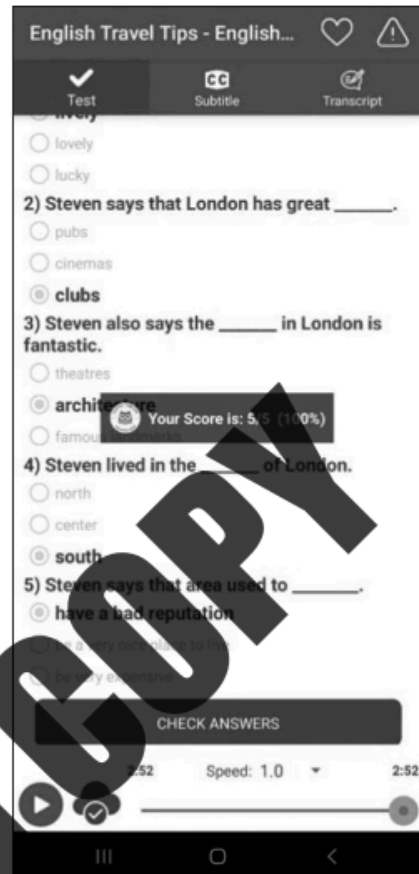 English Travel Tips - English...
Test
CC
Subtitle
Transcript
lively
lovely
lucky
2) Steven says that London has great ______.
pubs
cinemas
clubs
3) Steven also says the ______ in London is
fantastic.
theatres
architecture
Your Score is: 5/5 (100%)
famous landmarks
4) Steven lived in the ______ of London.
north
center
south
5) Steven says that area used to ______.
have a bad reputation
be a very nice place to live
be very expensive
CHECK ANSWERS
2:52
Speed: 1.0
2:52
COPY